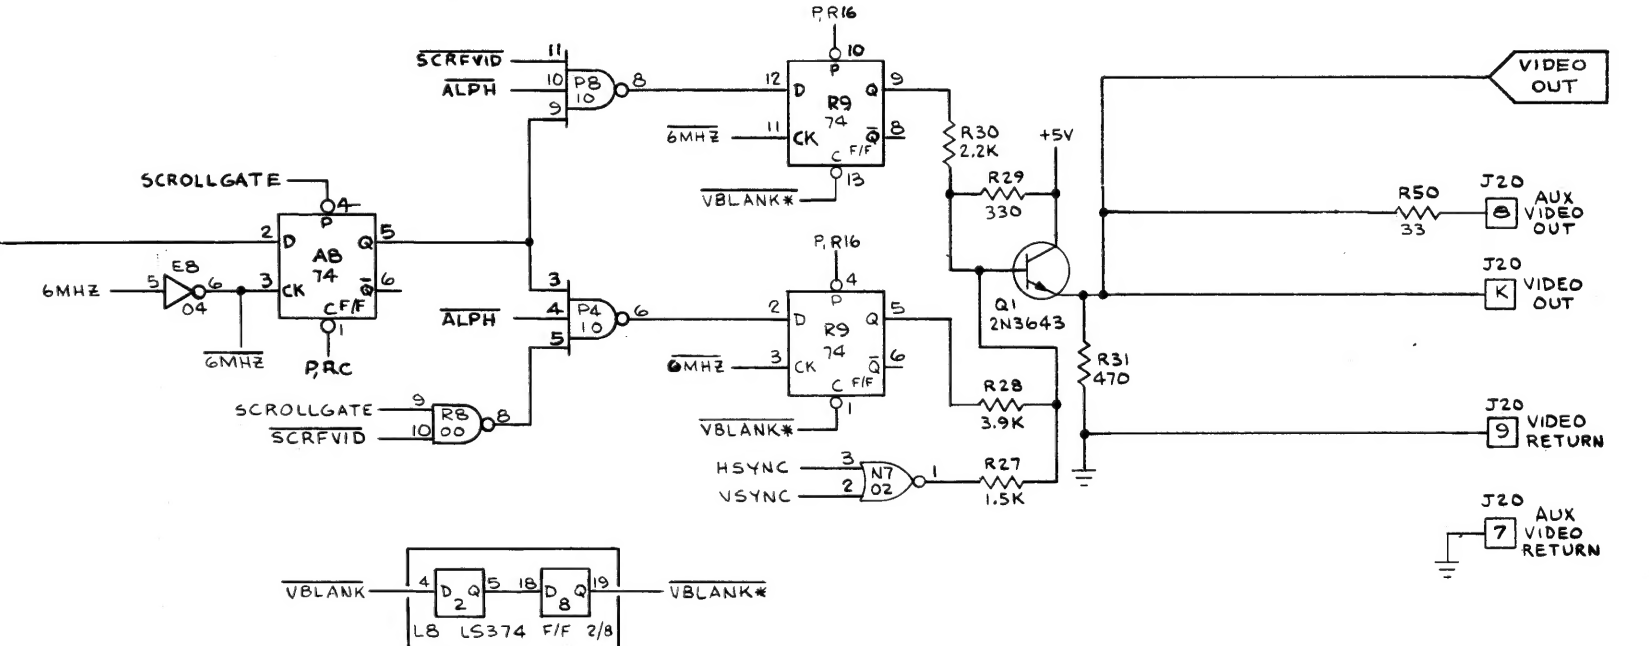 P,R16
10
P
SCRFVID 11
ALPH 10
9
P8
10
8
12 D
R9
74
Q 9
6MHZ 11 CK
Q 8
C F/F
13
VBLANK*
VIDEO
OUT
R30
2.2K
+5V
R29
330
R50
33
J20
8
AUX
VIDEO
OUT
SCROLLGATE
4
P
2 D
A8
74
Q 5
E8
6MHZ 5 6
04
3 CK
Q 6
C F/F
1
6MHZ
P,RC
3
ALPH 4
5
P4
10
6
P,R16
4
P
2 D
R9
74
Q 5
6MHZ 3 CK
Q 6
C F/F
1
VBLANK*
Q1
2N3643
J20
K
VIDEO
OUT
R31
470
SCROLLGATE 9
SCRFVID 10
R8
00
8
R28
3.9K
J20
9
VIDEO
RETURN
HSYNC 3
VSYNC 2
N7
02
1
R27
1.5K
J20
7
AUX
VIDEO
RETURN
VBLANK 4 D Q 5 18 D Q 19 VBLANK*
2 8
L8 LS374 F/F 2/8